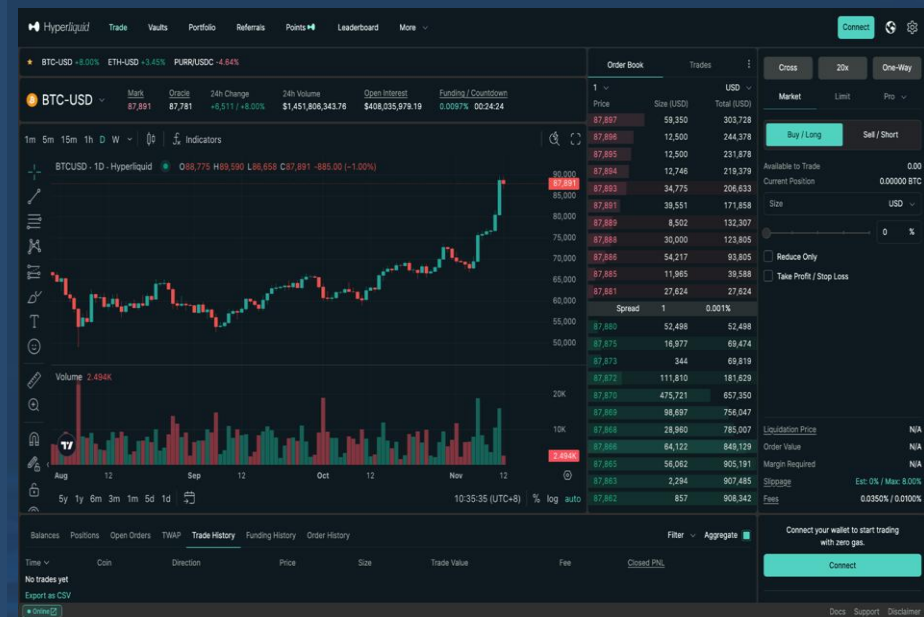 Hyperliquid Trade Vaults Portfolio Referrals Points Leaderboard More Connect
BTC-USD +8.00% ETH-USD +3.45% PURR/USDC -4.64%
BTC-USD
Mark Oracle 24h Change 24h Volume Open Interest Funding / Countdown
87,891 87,781 +6,511 / +8.00% $1,451,806,343.76 $408,035,979.19 0.0097% 00:24:24
1m 5m 15m 1h D W Indicators
BTCUSD · 1D · Hyperliquid O88,775 H89,590 L86,658 C87,891 -885.00 (-1.00%)
90,000
87,891
85,000
80,000
75,000
70,000
65,000
60,000
55,000
50,000
Volume 2.494K
20K
10K
2.494K
Aug 12 Sep 12 Oct 12 Nov 12
5y 1y 6m 3m 1m 5d 1d 10:35:35 (UTC+8) % log auto
Order Book Trades
1 USD
Price Size (USD) Total (USD)
87,897 59,350 303,728
87,896 12,500 244,378
87,895 12,500 231,878
87,894 12,746 219,379
87,893 34,775 206,633
87,891 39,551 171,858
87,889 8,502 132,307
87,888 30,000 123,805
87,886 54,217 93,805
87,885 11,965 39,588
87,881 27,624 27,624
Spread 1 0.001%
87,880 52,498 52,498
87,875 16,977 69,474
87,873 344 69,819
87,872 111,810 181,629
87,870 475,721 657,350
87,869 98,697 756,047
87,868 28,960 785,007
87,866 64,122 849,129
87,865 56,062 905,191
87,863 2,294 907,485
87,862 857 908,342
Cross 20x One-Way
Market Limit Pro
Buy / Long Sell / Short
Available to Trade 0.00
Current Position 0.00000 BTC
Size USD
0 %
Reduce Only
Take Profit / Stop Loss
Liquidation Price N/A
Order Value N/A
Margin Required N/A
Slippage Est: 0% / Max: 8.00%
Fees 0.0350% / 0.0100%
Balances Positions Open Orders TWAP Trade History Funding History Order History Filter Aggregate
Time Coin Direction Price Size Trade Value Fee Closed PNL
No trades yet
Export as CSV
Connect your wallet to start trading
with zero gas.
Connect
Online
Docs Support Disclaimer